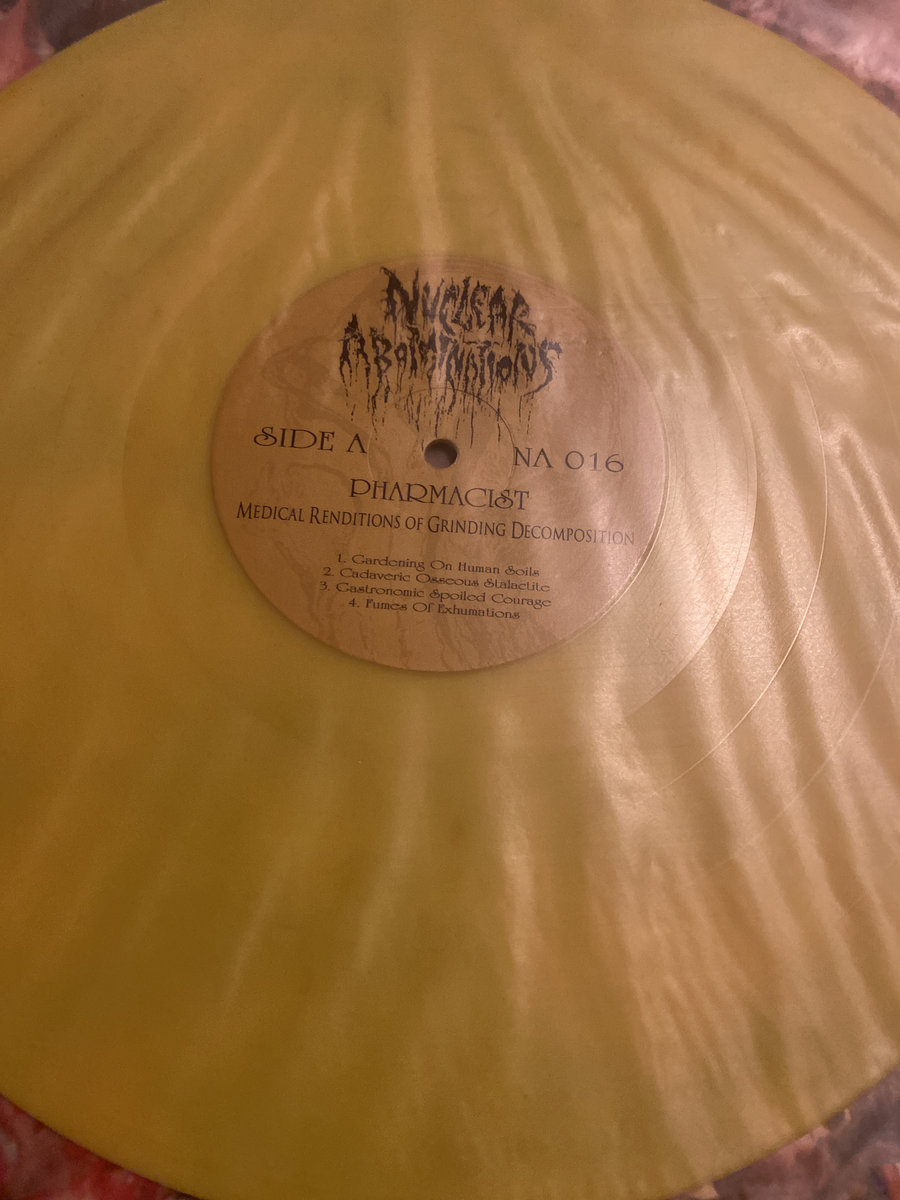 NUCLEAR
ABOMINATIONS
SIDE A
NA 016
PHARMACIST
MEDICAL RENDITIONS OF GRINDING DECOMPOSITION
1. Gardening On Human Soils
2. Cadaveric Osseous Stalactite
3. Gastronomic Spoiled Courage
4. Fumes Of Exhumations